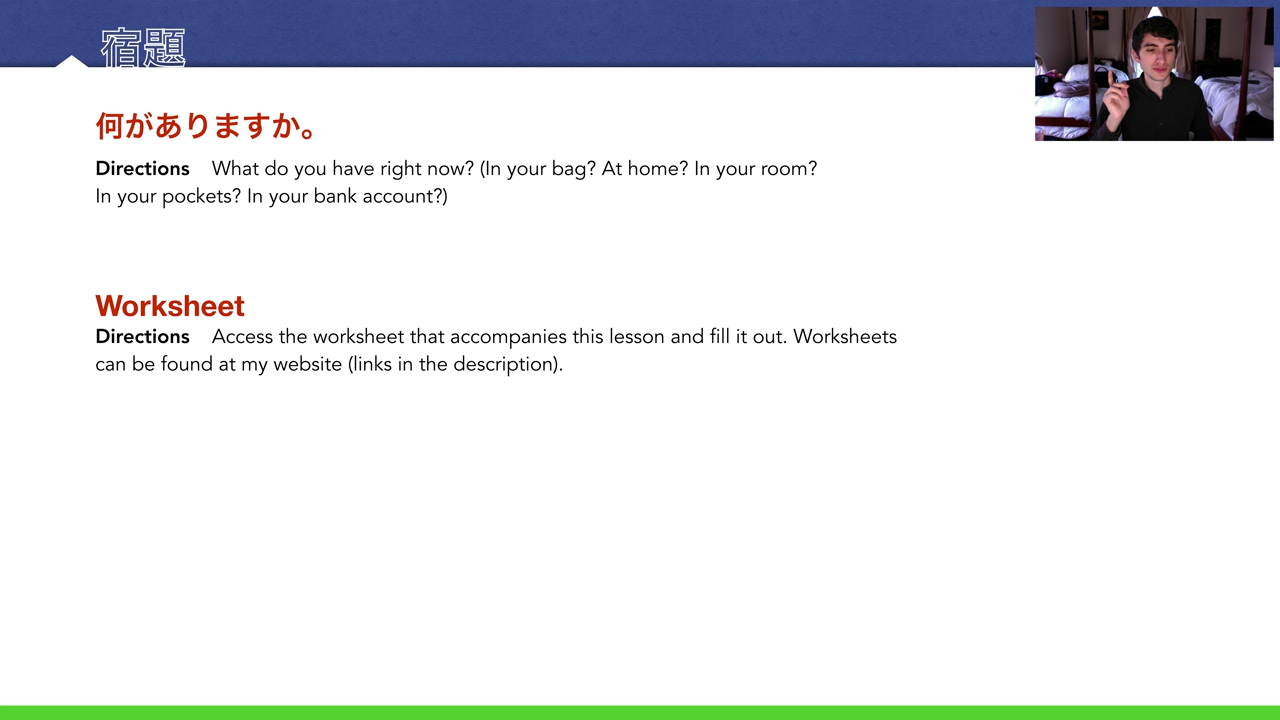 宿題
何がありますか。
Directions What do you have right now? (In your bag? At home? In your room?
In your pockets? In your bank account?)
Worksheet
Directions Access the worksheet that accompanies this lesson and fill it out. Worksheets
can be found at my website (links in the description).